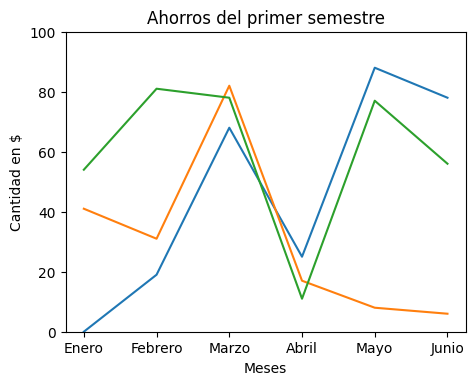 Ahorros del primer semestre
Cantidad en $
100
80
60
40
20
0
Enero Febrero Marzo Abril Mayo Junio
Meses